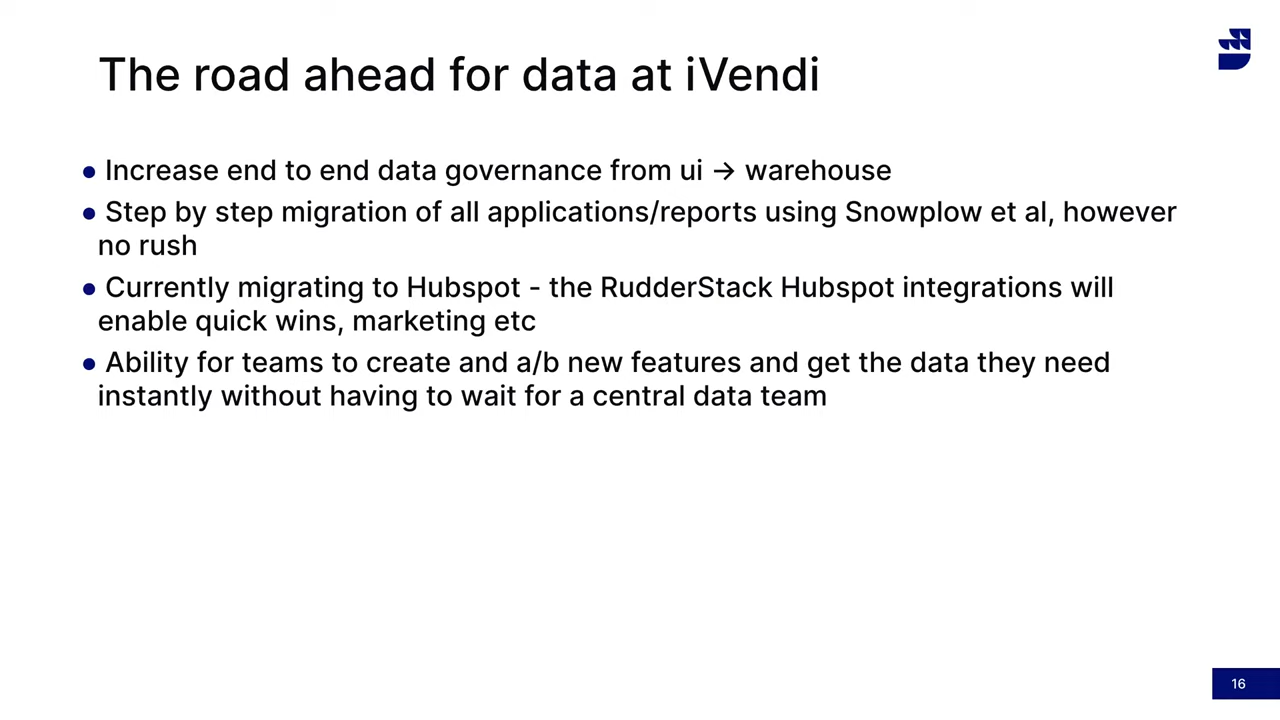 The road ahead for data at iVendi
● Increase end to end data governance from ui → warehouse
● Step by step migration of all applications/reports using Snowplow et al, however
no rush
● Currently migrating to Hubspot - the RudderStack Hubspot integrations will
enable quick wins, marketing etc
● Ability for teams to create and a/b new features and get the data they need
instantly without having to wait for a central data team
16